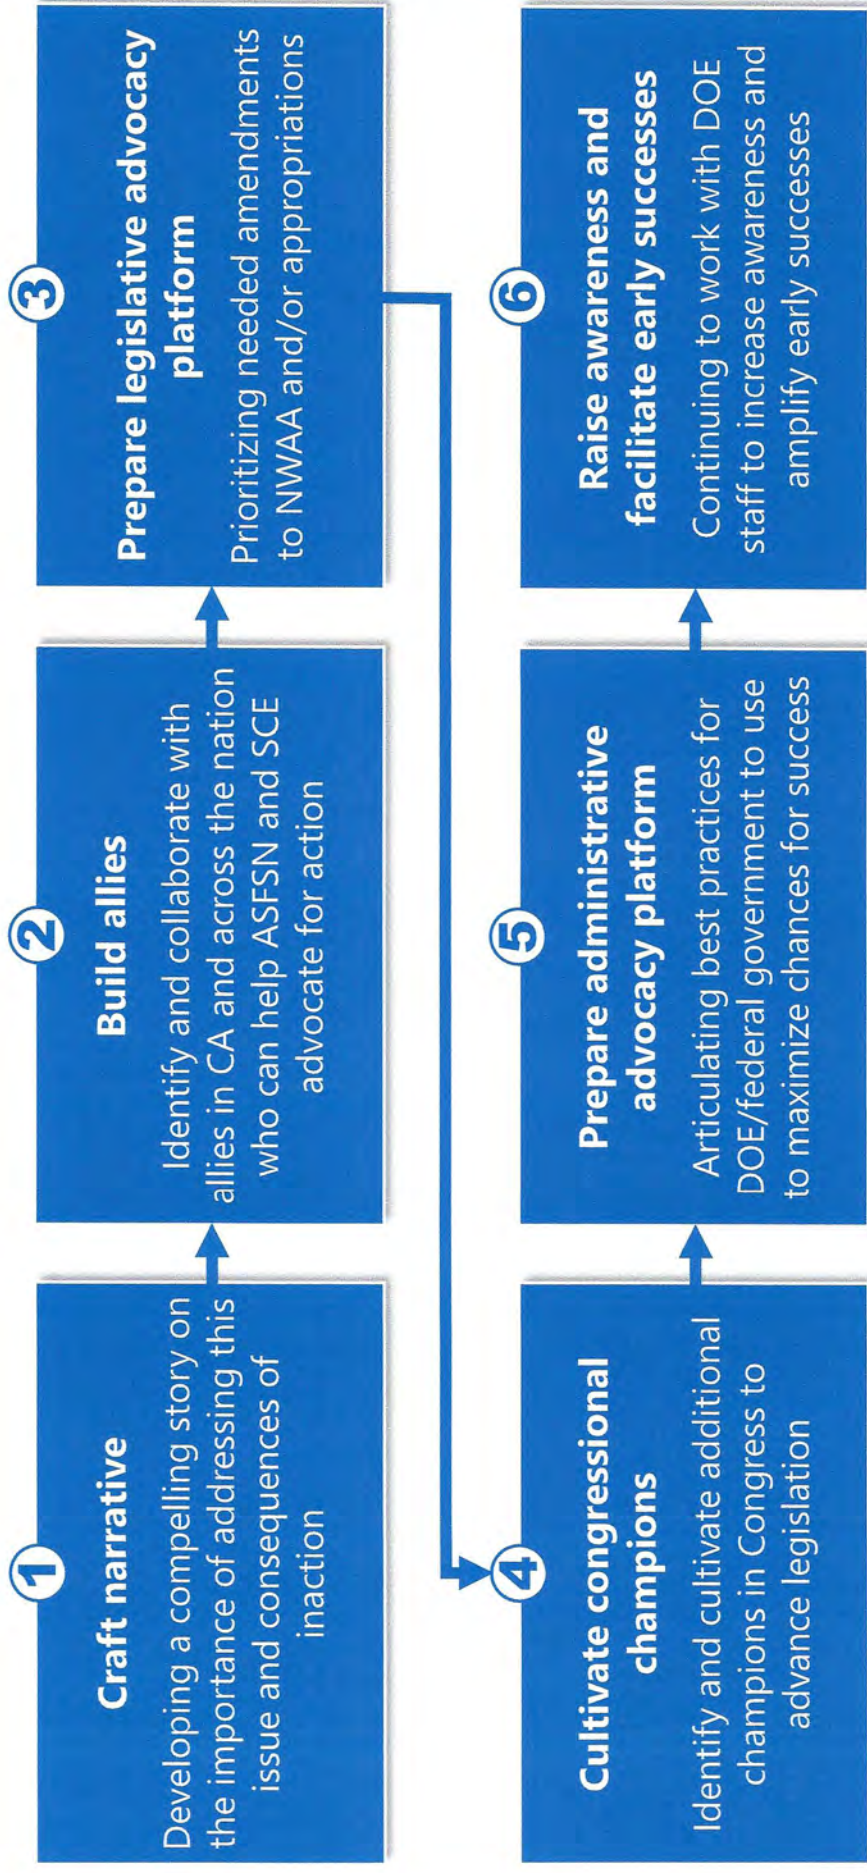 1
Craft narrative
Developing a compelling story on
the importance of addressing this
issue and consequences of
inaction
2
Build allies
Identify and collaborate with
allies in CA and across the nation
who can help ASFSN and SCE
advocate for action
3
Prepare legislative advocacy
platform
Prioritizing needed amendments
to NWAA and/or appropriations
4
Cultivate congressional
champions
Identify and cultivate additional
champions in Congress to
advance legislation
5
Prepare administrative
advocacy platform
Articulating best practices for
DOE/federal government to use
to maximize chances for success
6
Raise awareness and
facilitate early successes
Continuing to work with DOE
staff to increase awareness and
amplify early successes